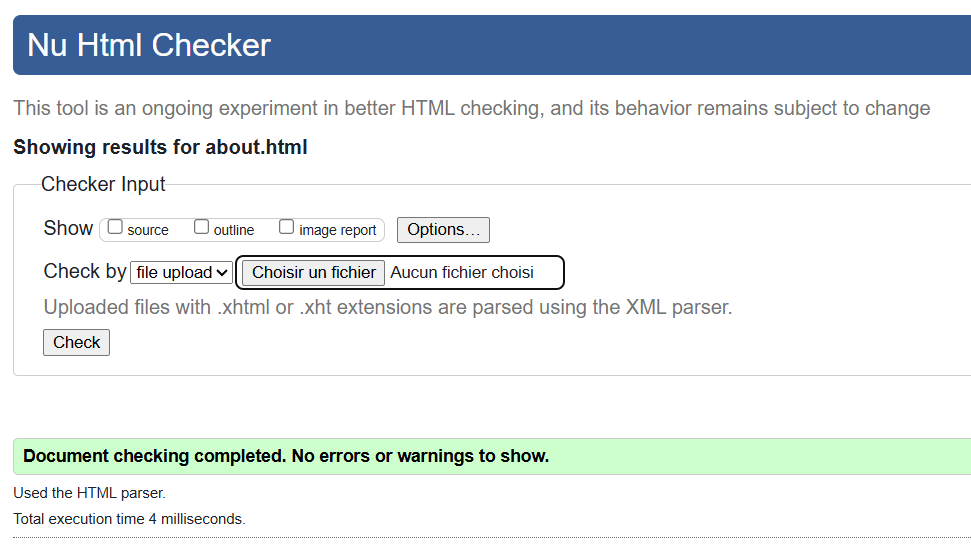 Nu Html Checker
This tool is an ongoing experiment in better HTML checking, and its behavior remains subject to change
Showing results for about.html
Checker Input
Show source outline image report Options...
Check by file upload Choisir un fichier Aucun fichier choisi
Uploaded files with .xhtml or .xht extensions are parsed using the XML parser.
Check
Document checking completed. No errors or warnings to show.
Used the HTML parser.
Total execution time 4 milliseconds.